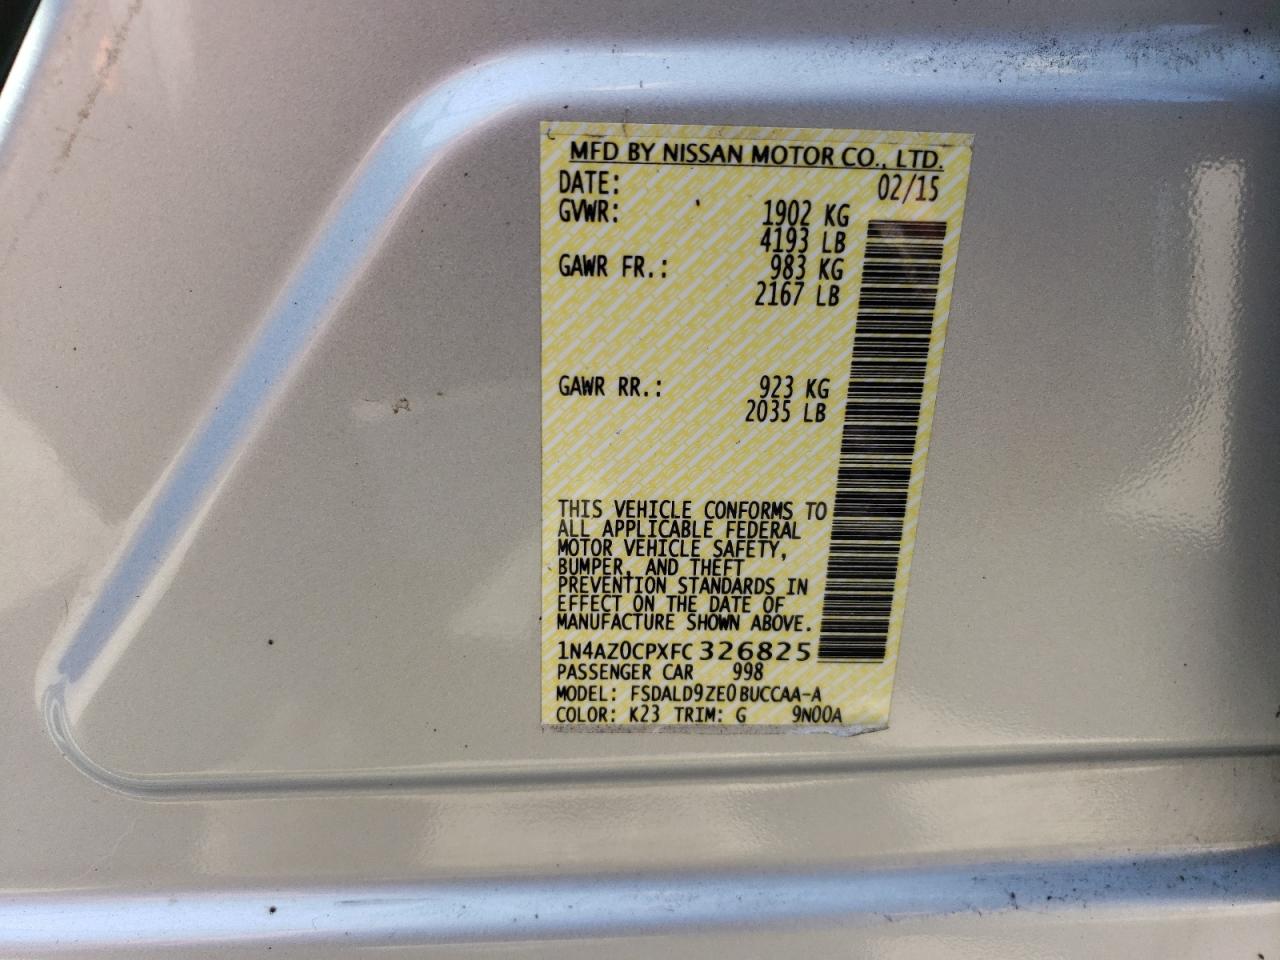 MFD BY NISSAN MOTOR CO., LTD.
DATE: 02/15
GVWR: 1902 KG
4193 LB
GAWR FR.: 983 KG
2167 LB
GAWR RR.: 923 KG
2035 LB
THIS VEHICLE CONFORMS TO
ALL APPLICABLE FEDERAL
MOTOR VEHICLE SAFETY,
BUMPER, AND THEFT
PREVENTION STANDARDS IN
EFFECT ON THE DATE OF
MANUFACTURE SHOWN ABOVE.
1N4AZ0CPXFC326825
PASSENGER CAR 998
MODEL: FSDALD9ZE0BUCCAA-A
COLOR: K23 TRIM: G 9N00A